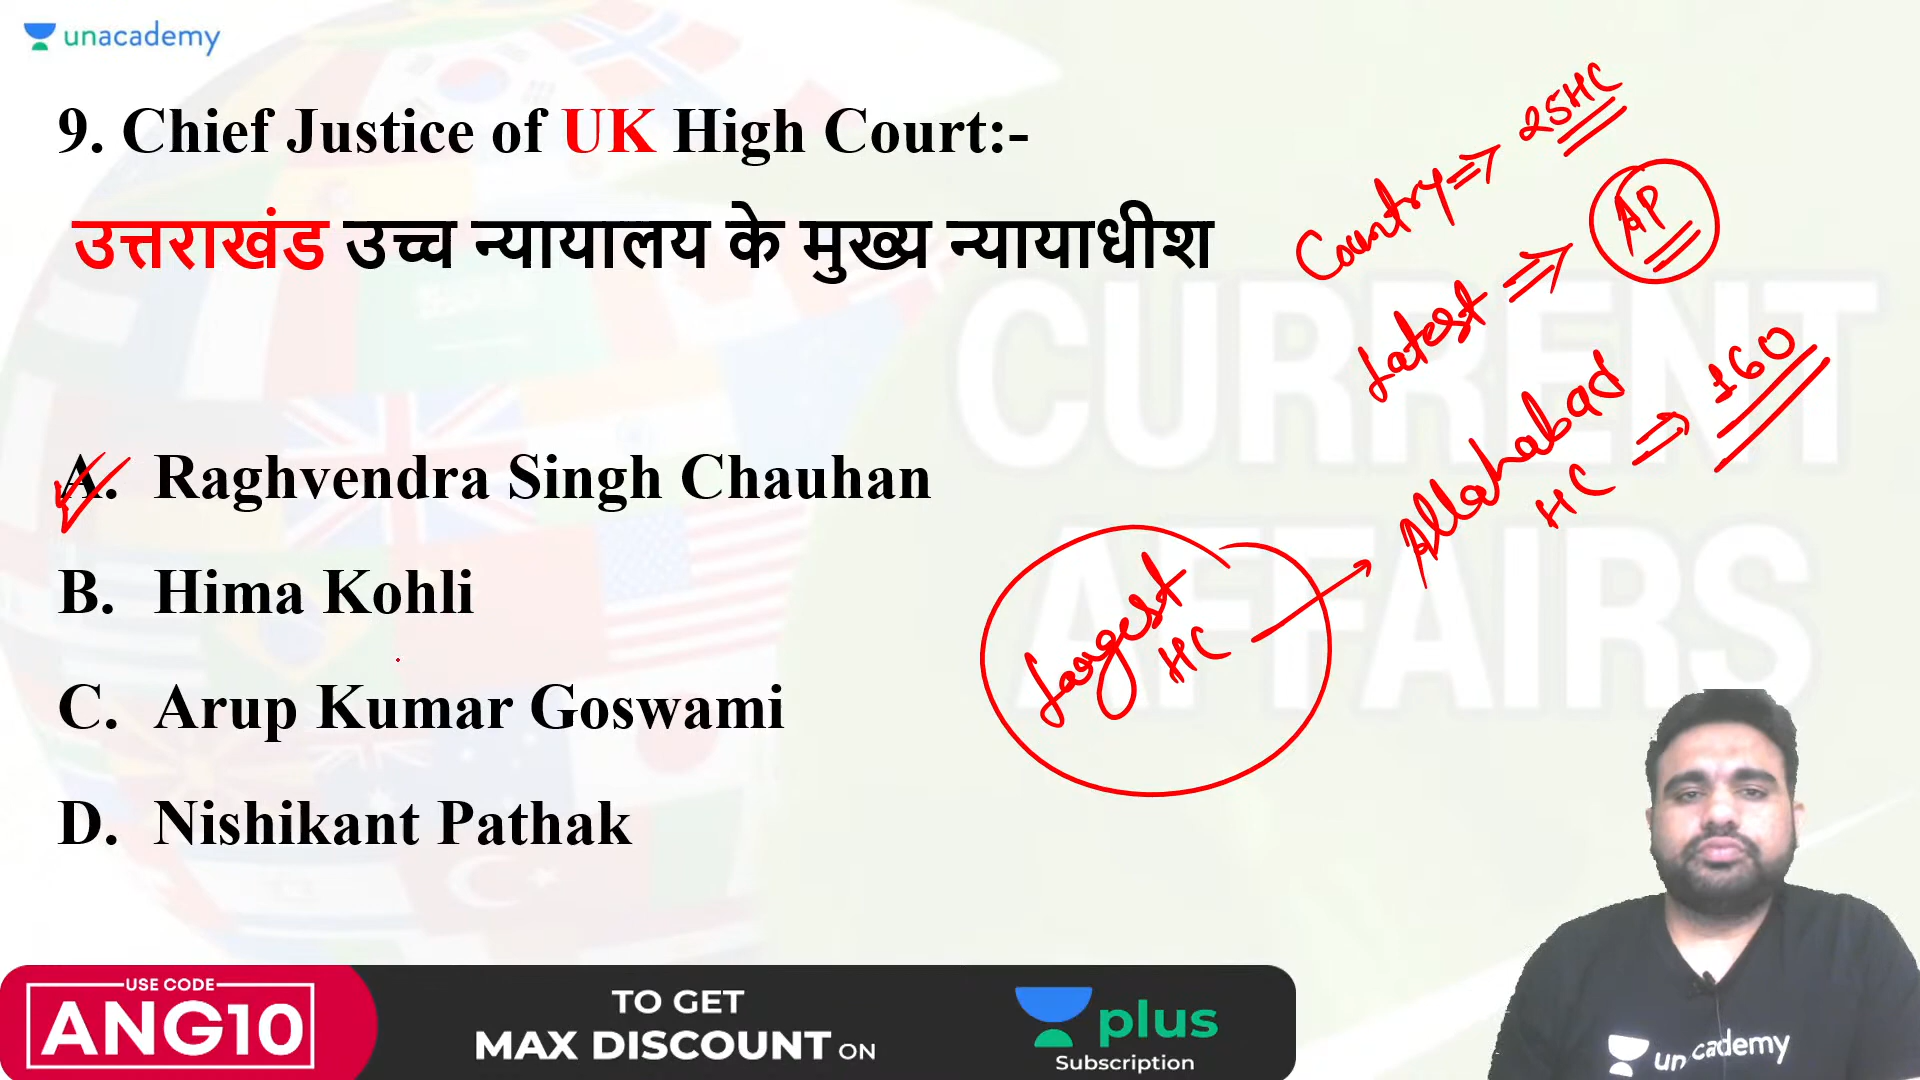 unacademy
9. Chief Justice of UK High Court:-
उत्तराखंड उच्च न्यायालय के मुख्य न्यायाधीश
A. Raghvendra Singh Chauhan
B. Hima Kohli
C. Arup Kumar Goswami
D. Nishikant Pathak
Country ⇒ 25HC
Latest ⇒ AP
Largest HC → Allahabad HC ⇒ 160
CURRENT
AFFAIRS
USE CODE
ANG10
TO GET
MAX DISCOUNT ON
plus
Subscription
unacademy